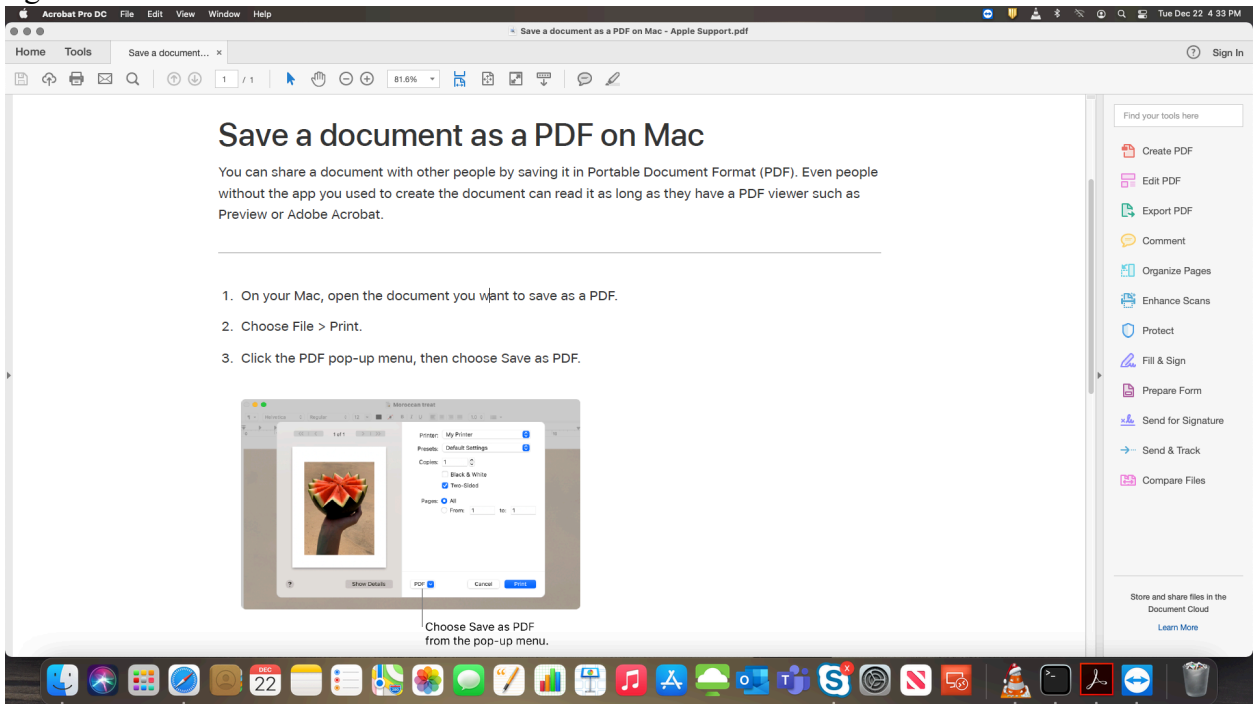 Acrobat Pro DC File Edit View Window Help Tue Dec 22 4 33 PM
Save a document as a PDF on Mac - Apple Support.pdf
Home Tools Save a document... × ? Sign In
1 / 1 81.6%
Save a document as a PDF on Mac
You can share a document with other people by saving it in Portable Document Format (PDF). Even people
without the app you used to create the document can read it as long as they have a PDF viewer such as
Preview or Adobe Acrobat.
1. On your Mac, open the document you want to save as a PDF.
2. Choose File > Print.
3. Click the PDF pop-up menu, then choose Save as PDF.
Moroccan treat
Helvetica Regular 12
1 of 1
Printer: My Printer
Presets: Default Settings
Copies: 1
Black & White
Two-Sided
Pages: All
From: 1 to: 1
? Show Details PDF Cancel Print
Choose Save as PDF
from the pop-up menu.
Find your tools here
Create PDF
Edit PDF
Export PDF
Comment
Organize Pages
Enhance Scans
Protect
Fill & Sign
Prepare Form
Send for Signature
Send & Track
Compare Files
Store and share files in the
Document Cloud
Learn More
DEC
22